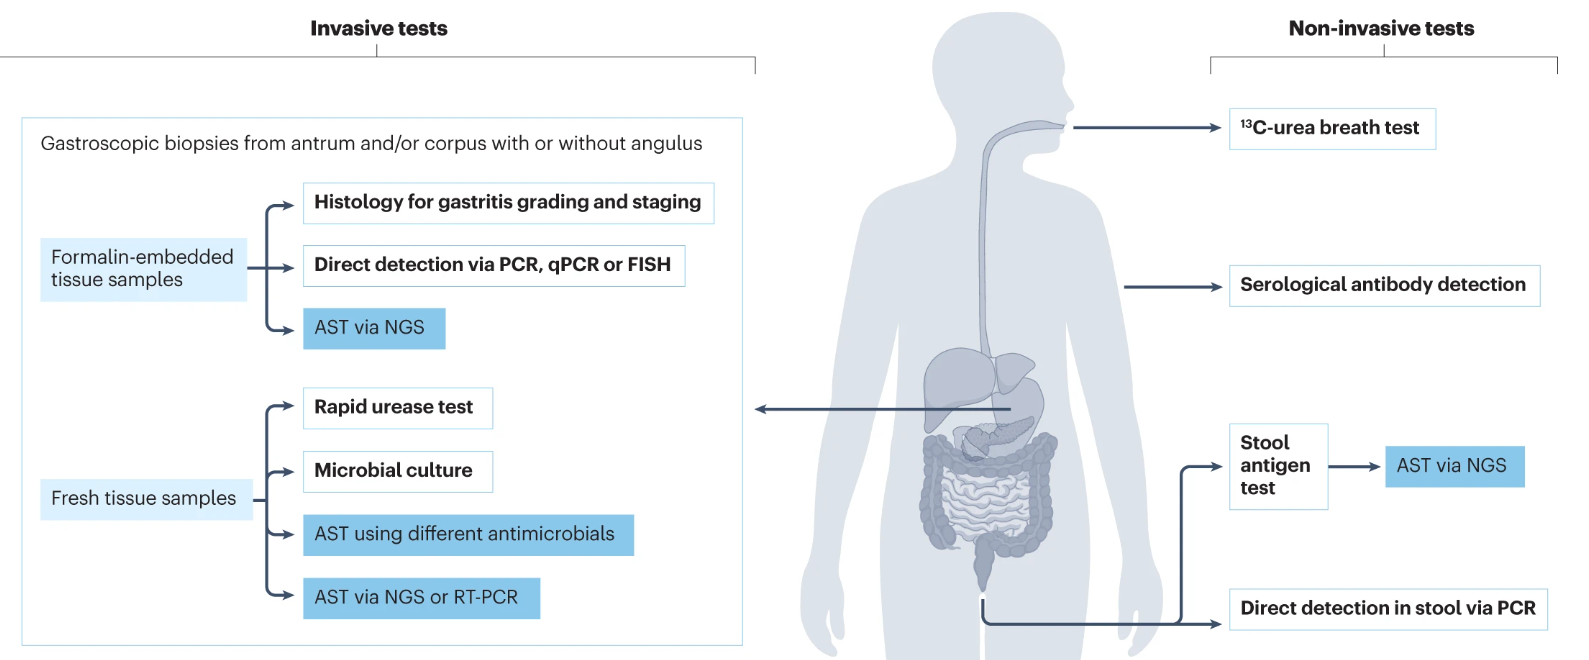 Invasive tests
Gastroscopic biopsies from antrum and/or corpus with or without angulus
Formalin-embedded
tissue samples
Histology for gastritis grading and staging
Direct detection via PCR, qPCR or FISH
AST via NGS
Fresh tissue samples
Rapid urease test
Microbial culture
AST using different antimicrobials
AST via NGS or RT-PCR
Non-invasive tests
¹³C-urea breath test
Serological antibody detection
Stool
antigen
test
AST via NGS
Direct detection in stool via PCR